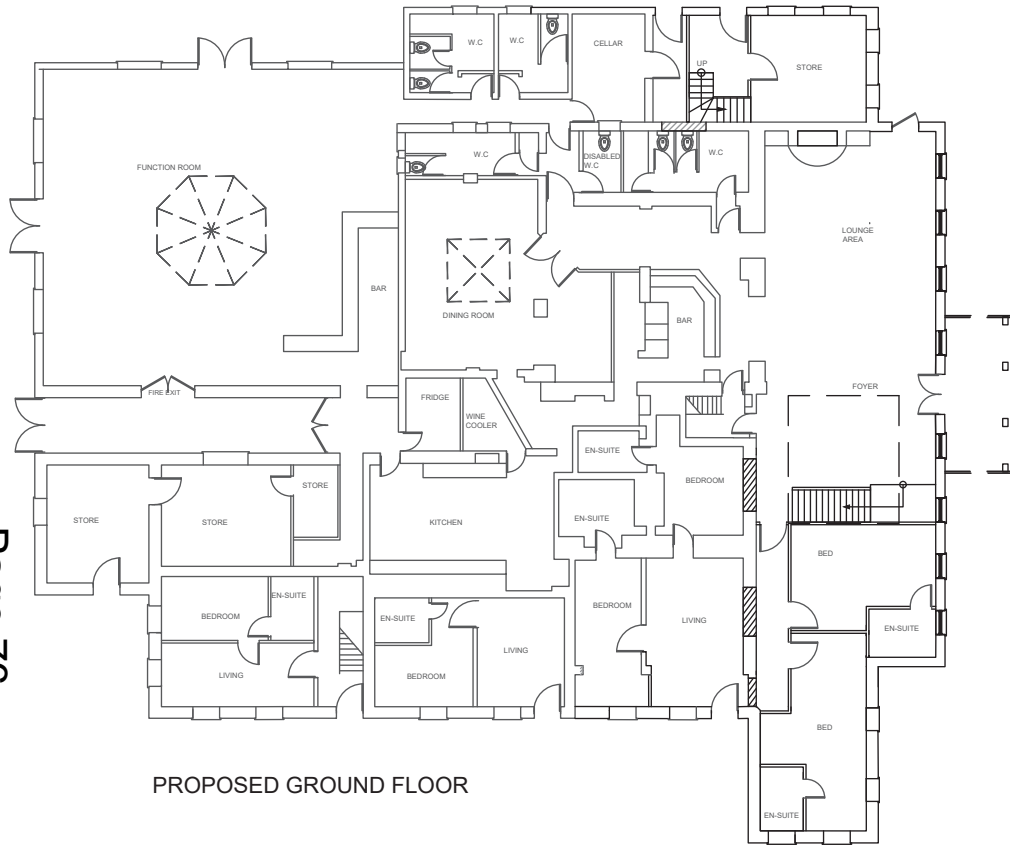 W.C
W.C
CELLAR
UP
STORE
FUNCTION ROOM
W.C
DISABLED
W.C
W.C
LOUNGE
AREA
BAR
DINING ROOM
BAR
FIRE EXIT
FRIDGE
WINE
COOLER
FOYER
EN-SUITE
BEDROOM
STORE
STORE
STORE
KITCHEN
EN-SUITE
BED
BEDROOM
EN-SUITE
EN-SUITE
BEDROOM
LIVING
EN-SUITE
LIVING
BEDROOM
LIVING
BED
PROPOSED GROUND FLOOR
EN-SUITE